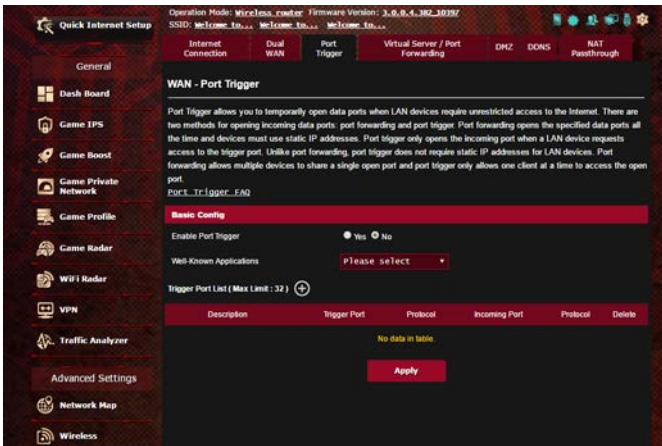 Quick Internet Setup
Operation Mode: Wireless router Firmware Version: 3.0.0.4.382_10397
SSID: Welcome to... Welcome to... Welcome to...
Internet Connection
Dual WAN
Port Trigger
Virtual Server / Port Forwarding
DMZ
DDNS
NAT Passthrough
General
Dash Board
Game IPS
Game Boost
Game Private Network
Game Profile
Game Radar
WiFi Radar
VPN
Traffic Analyzer
Advanced Settings
Network Map
Wireless
WAN - Port Trigger
Port Trigger allows you to temporarily open data ports when LAN devices require unrestricted access to the Internet. There are
two methods for opening incoming data ports: port forwarding and port trigger. Port forwarding opens the specified data ports all
the time and devices must use static IP addresses. Port trigger only opens the incoming port when a LAN device requests
access to the trigger port. Unlike port forwarding, port trigger does not require static IP addresses for LAN devices. Port
forwarding allows multiple devices to share a single open port and port trigger only allows one client at a time to access the open
port.
Port Trigger FAQ
Basic Config
Enable Port Trigger Yes No
Well-Known Applications Please select
Trigger Port List ( Max Limit : 32 )
Description Trigger Port Protocol Incoming Port Protocol Delete
No data in table.
Apply